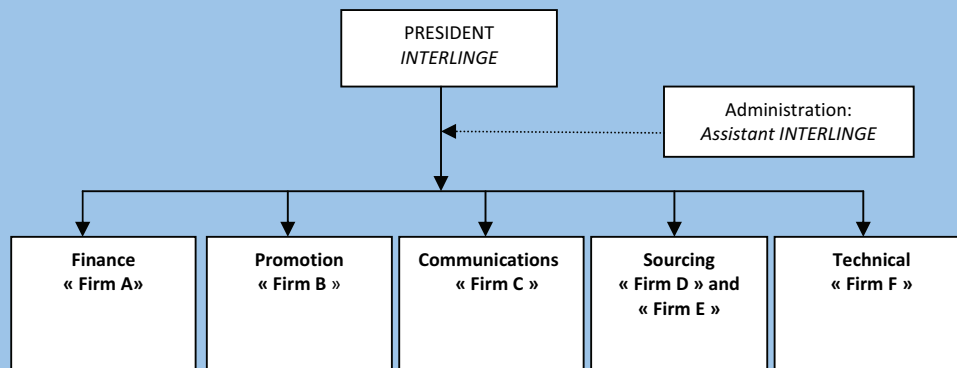 PRESIDENT
INTERLINGE
Administration:
Assistant INTERLINGE
Finance
« Firm A»
Promotion
« Firm B »
Communications
« Firm C »
Sourcing
« Firm D » and
« Firm E »
Technical
« Firm F »